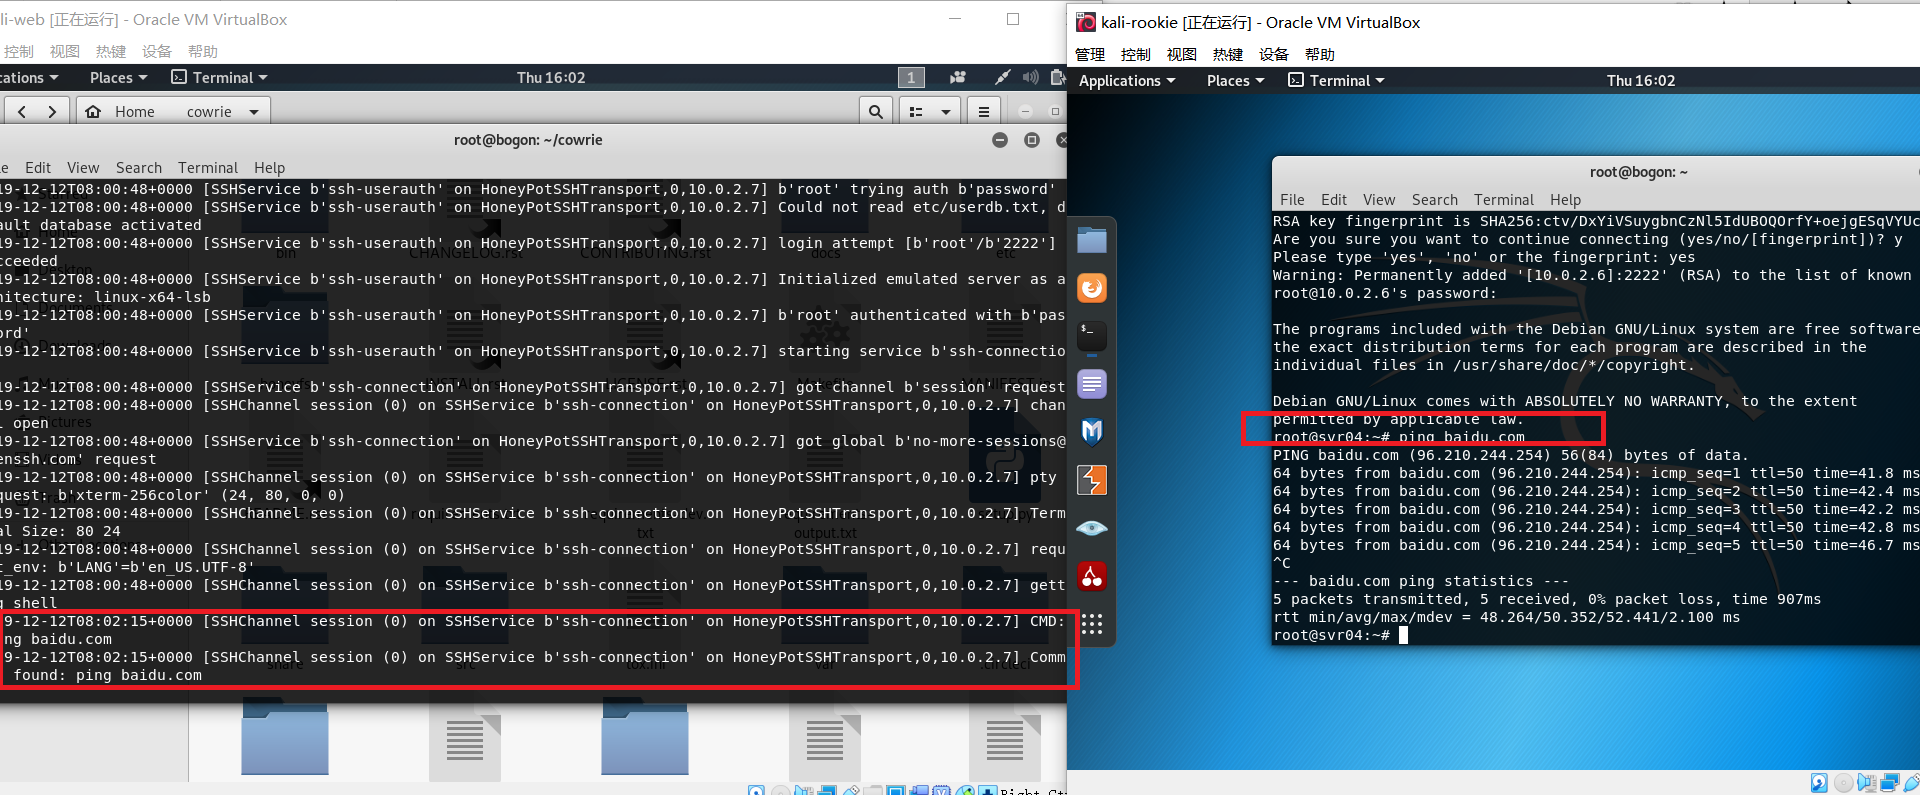 li-web [正在运行] - Oracle VM VirtualBox
控制 视图 热键 设备 帮助
cations Places Terminal Thu 16:02 1
Home cowrie
root@bogon: ~/cowrie
le Edit View Search Terminal Help
19-12-12T08:00:48+0000 [SSHService b'ssh-userauth' on HoneyPotSSHTransport,0,10.0.2.7] b'root' trying auth b'password'
19-12-12T08:00:48+0000 [SSHService b'ssh-userauth' on HoneyPotSSHTransport,0,10.0.2.7] Could not read etc/userdb.txt, d
ault database activated
19-12-12T08:00:48+0000 [SSHService b'ssh-userauth' on HoneyPotSSHTransport,0,10.0.2.7] login attempt [b'root'/b'2222']
cceeded
19-12-12T08:00:48+0000 [SSHService b'ssh-userauth' on HoneyPotSSHTransport,0,10.0.2.7] Initialized emulated server as a
hitecture: linux-x64-lsb
19-12-12T08:00:48+0000 [SSHService b'ssh-userauth' on HoneyPotSSHTransport,0,10.0.2.7] b'root' authenticated with b'pas
ord'
19-12-12T08:00:48+0000 [SSHService b'ssh-userauth' on HoneyPotSSHTransport,0,10.0.2.7] starting service b'ssh-connectio
19-12-12T08:00:48+0000 [SSHService b'ssh-connection' on HoneyPotSSHTransport,0,10.0.2.7] got channel b'session' request
19-12-12T08:00:48+0000 [SSHChannel session (0) on SSHService b'ssh-connection' on HoneyPotSSHTransport,0,10.0.2.7] chan
l open
19-12-12T08:00:48+0000 [SSHService b'ssh-connection' on HoneyPotSSHTransport,0,10.0.2.7] got global b'no-more-sessions@
enssh.com' request
19-12-12T08:00:48+0000 [SSHChannel session (0) on SSHService b'ssh-connection' on HoneyPotSSHTransport,0,10.0.2.7] pty
quest: b'xterm-256color' (24, 80, 0, 0)
19-12-12T08:00:48+0000 [SSHChannel session (0) on SSHService b'ssh-connection' on HoneyPotSSHTransport,0,10.0.2.7] Term
al Size: 80 24
19-12-12T08:00:48+0000 [SSHChannel session (0) on SSHService b'ssh-connection' on HoneyPotSSHTransport,0,10.0.2.7] requ
t_env: b'LANG'=b'en_US.UTF-8'
19-12-12T08:00:48+0000 [SSHChannel session (0) on SSHService b'ssh-connection' on HoneyPotSSHTransport,0,10.0.2.7] gett
g shell
9-12-12T08:02:15+0000 [SSHChannel session (0) on SSHService b'ssh-connection' on HoneyPotSSHTransport,0,10.0.2.7] CMD:
ng baidu.com
9-12-12T08:02:15+0000 [SSHChannel session (0) on SSHService b'ssh-connection' on HoneyPotSSHTransport,0,10.0.2.7] Comm
found: ping baidu.com
bin CHANGELOG.rst CONTRIBUTING.rst docs etc
share src tox.ini var .circleci
kali-rookie [正在运行] - Oracle VM VirtualBox
管理 控制 视图 热键 设备 帮助
Applications Places Terminal Thu 16:02
root@bogon: ~
File Edit View Search Terminal Help
RSA key fingerprint is SHA256:ctv/DxYiVSuygbnCzNl5IdUBOQOrfY+oejgESqVYUc
Are you sure you want to continue connecting (yes/no/[fingerprint])? y
Please type 'yes', 'no' or the fingerprint: yes
Warning: Permanently added '[10.0.2.6]:2222' (RSA) to the list of known
root@10.0.2.6's password:
The programs included with the Debian GNU/Linux system are free software
the exact distribution terms for each program are described in the
individual files in /usr/share/doc/*/copyright.
Debian GNU/Linux comes with ABSOLUTELY NO WARRANTY, to the extent
permitted by applicable law.
root@svr04:~# ping baidu.com
PING baidu.com (96.210.244.254) 56(84) bytes of data.
64 bytes from baidu.com (96.210.244.254): icmp_seq=1 ttl=50 time=41.8 ms
64 bytes from baidu.com (96.210.244.254): icmp_seq=2 ttl=50 time=42.4 ms
64 bytes from baidu.com (96.210.244.254): icmp_seq=3 ttl=50 time=42.2 ms
64 bytes from baidu.com (96.210.244.254): icmp_seq=4 ttl=50 time=42.8 ms
64 bytes from baidu.com (96.210.244.254): icmp_seq=5 ttl=50 time=46.7 ms
^C
--- baidu.com ping statistics ---
5 packets transmitted, 5 received, 0% packet loss, time 907ms
rtt min/avg/max/mdev = 48.264/50.352/52.441/2.100 ms
root@svr04:~#